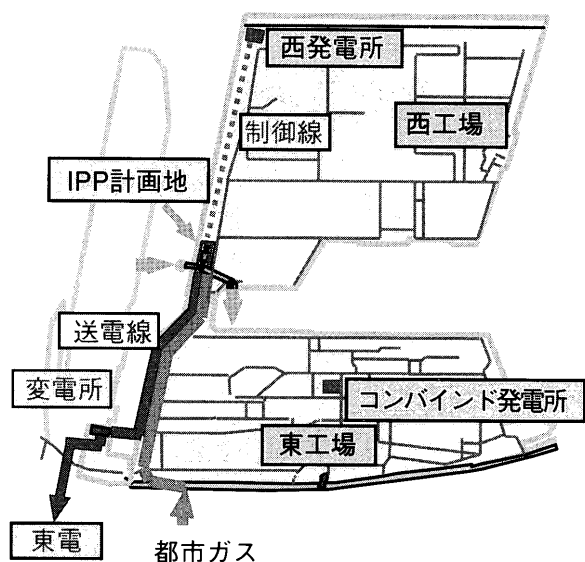 西発電所
制御線
西工場
IPP計画地
送電線
変電所
コンバインド発電所
東工場
東電
都市ガス